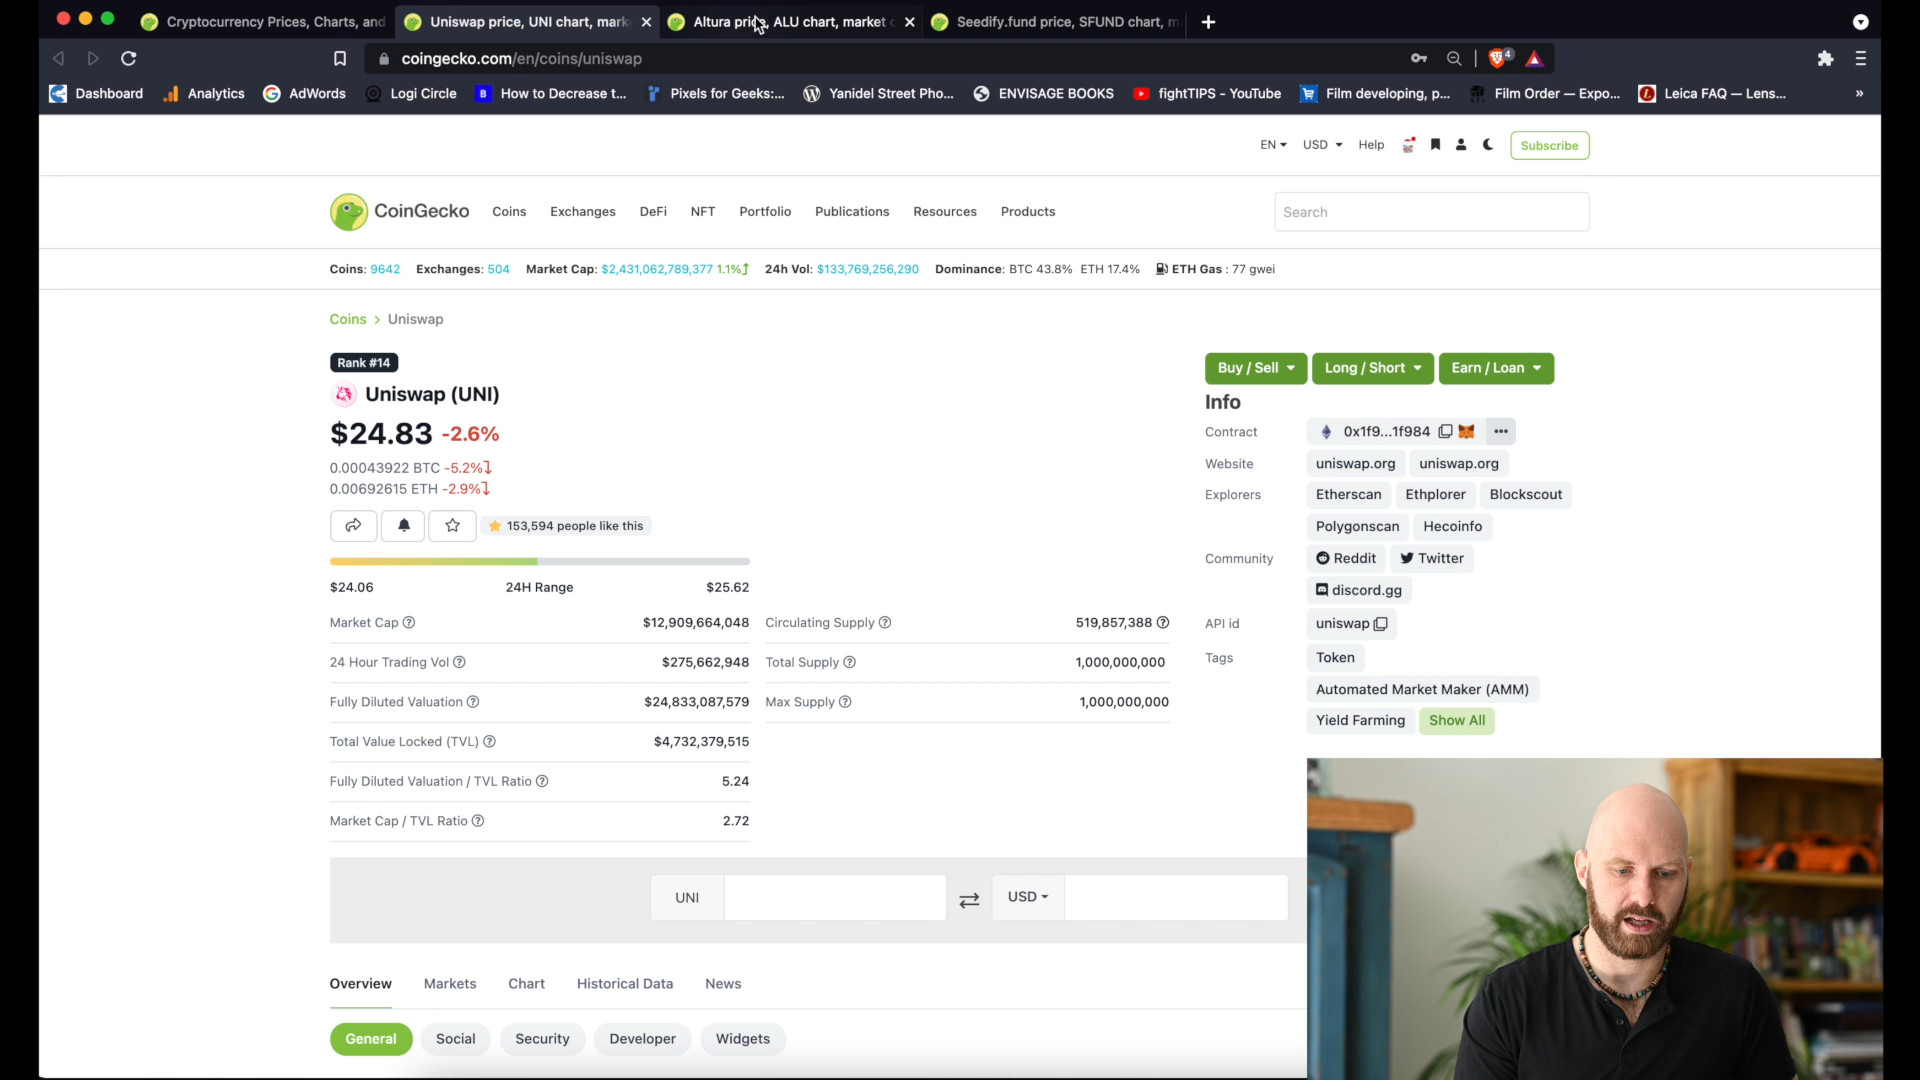 Cryptocurrency Prices, Charts, and
Uniswap price, UNI chart, mark
Altura price, ALU chart, market c
Seedify.fund price, SFUND chart, m
coingecko.com/en/coins/uniswap
4
Dashboard
Analytics
AdWords
Logi Circle
How to Decrease t...
Pixels for Geeks:...
Yanidel Street Pho...
ENVISAGE BOOKS
fightTIPS - YouTube
Film developing, p...
Film Order — Expo...
Leica FAQ — Lens...
»
EN
USD
Help
Subscribe
CoinGecko
Coins
Exchanges
DeFi
NFT
Portfolio
Publications
Resources
Products
Search
Coins: 9642
Exchanges: 504
Market Cap: $2,431,062,789,377 1.1%
24h Vol: $133,769,256,290
Dominance: BTC 43.8% ETH 17.4%
ETH Gas : 77 gwei
Coins > Uniswap
Rank #14
Uniswap (UNI)
$24.83 -2.6%
0.00043922 BTC -5.2%
0.00692615 ETH -2.9%
153,594 people like this
$24.06 24H Range $25.62
Market Cap $12,909,664,048
24 Hour Trading Vol $275,662,948
Fully Diluted Valuation $24,833,087,579
Total Value Locked (TVL) $4,732,379,515
Fully Diluted Valuation / TVL Ratio 5.24
Market Cap / TVL Ratio 2.72
Circulating Supply 519,857,388
Total Supply 1,000,000,000
Max Supply 1,000,000,000
Buy / Sell
Long / Short
Earn / Loan
Info
Contract 0x1f9...1f984
Website uniswap.org uniswap.org
Explorers Etherscan Ethplorer Blockscout
Polygonscan Hecoinfo
Community Reddit Twitter
discord.gg
API id uniswap
Tags Token
Automated Market Maker (AMM)
Yield Farming Show All
UNI
USD
Overview
Markets
Chart
Historical Data
News
General
Social
Security
Developer
Widgets